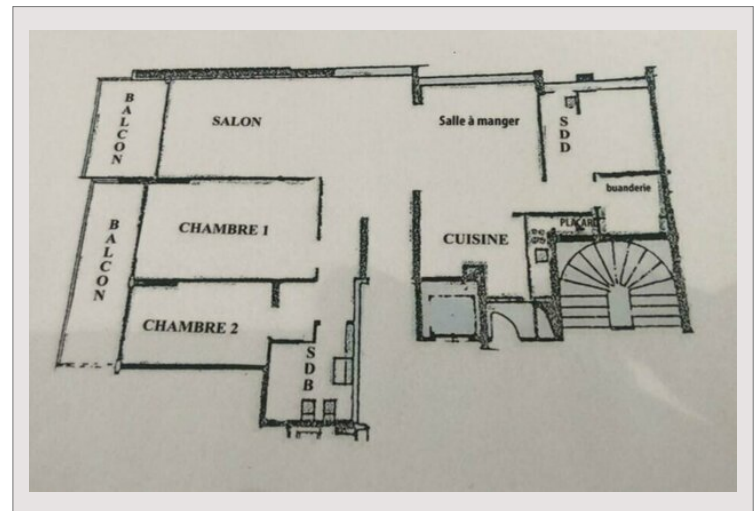 BALCON
SALON
Salle à manger
SDD
buanderie
PLACARD
BALCON
CHAMBRE 1
CUISINE
CHAMBRE 2
SDB